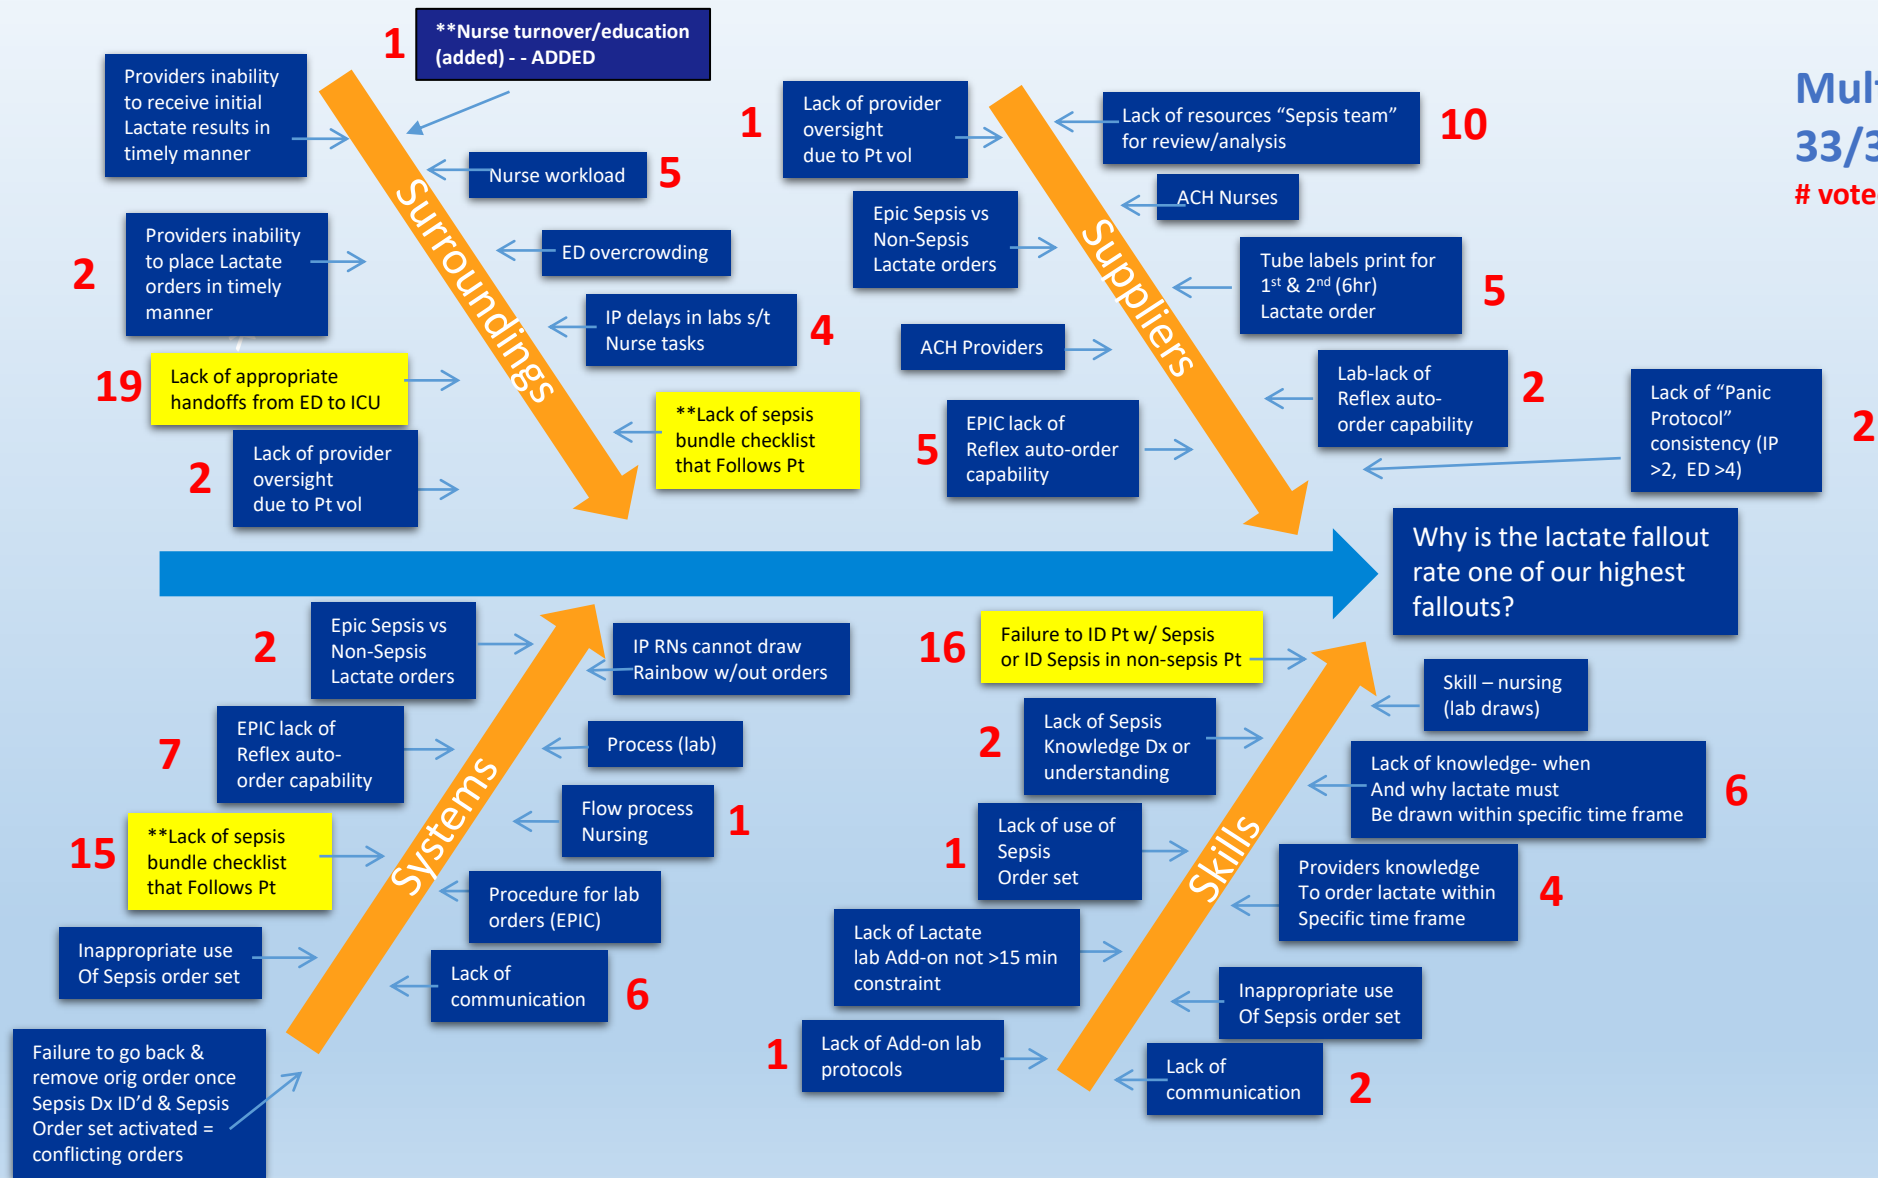 1
**Nurse turnover/education
(added) - - ADDED
Providers inability
to receive initial
Lactate results in
timely manner
Nurse workload
5
2
Providers inability
to place Lactate
orders in timely
manner
ED overcrowding
IP delays in labs s/t
Nurse tasks
4
19
Lack of appropriate
handoffs from ED to ICU
**Lack of sepsis
bundle checklist
that Follows Pt
2
Lack of provider
oversight
due to Pt vol
Surroundings
1
Lack of provider
oversight
due to Pt vol
Lack of resources “Sepsis team”
for review/analysis
10
ACH Nurses
Epic Sepsis vs
Non-Sepsis
Lactate orders
Tube labels print for
1st & 2nd (6hr)
Lactate order
5
ACH Providers
Lab-lack of
Reflex auto-
order capability
2
5
EPIC lack of
Reflex auto-order
capability
Lack of “Panic
Protocol”
consistency (IP
>2, ED >4)
2
Suppliers
Mult
33/3
# vote
Why is the lactate fallout
rate one of our highest
fallouts?
2
Epic Sepsis vs
Non-Sepsis
Lactate orders
IP RNs cannot draw
Rainbow w/out orders
7
EPIC lack of
Reflex auto-
order capability
Process (lab)
Flow process
Nursing
1
15
**Lack of sepsis
bundle checklist
that Follows Pt
Procedure for lab
orders (EPIC)
Inappropriate use
Of Sepsis order set
Lack of
communication
6
Failure to go back &
remove orig order once
Sepsis Dx ID’d & Sepsis
Order set activated =
conflicting orders
Systems
16
Failure to ID Pt w/ Sepsis
or ID Sepsis in non-sepsis Pt
Skill – nursing
(lab draws)
2
Lack of Sepsis
Knowledge Dx or
understanding
Lack of knowledge- when
And why lactate must
Be drawn within specific time frame
6
1
Lack of use of
Sepsis
Order set
Providers knowledge
To order lactate within
Specific time frame
4
Lack of Lactate
lab Add-on not >15 min
constraint
Inappropriate use
Of Sepsis order set
1
Lack of Add-on lab
protocols
Lack of
communication
2
Skills